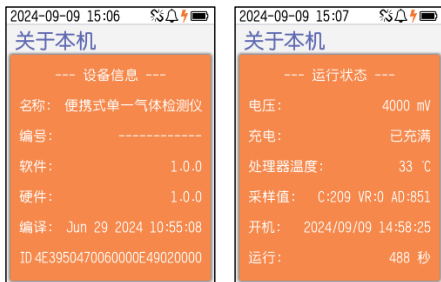 2024-09-09 15:06
关于本机
--- 设备信息 ---
名称: 便携式单一气体检测仪
编号: ------------
软件: 1.0.0
硬件: 1.0.0
编译: Jun 29 2024 10:55:08
ID 4E3950470060000E49020000
2024-09-09 15:07
关于本机
--- 运行状态 ---
电压: 4000 mV
充电: 已充满
处理器温度: 33 ℃
采样值: C:209 VR:0 AD:851
开机: 2024/09/09 14:58:25
运行: 488 秒